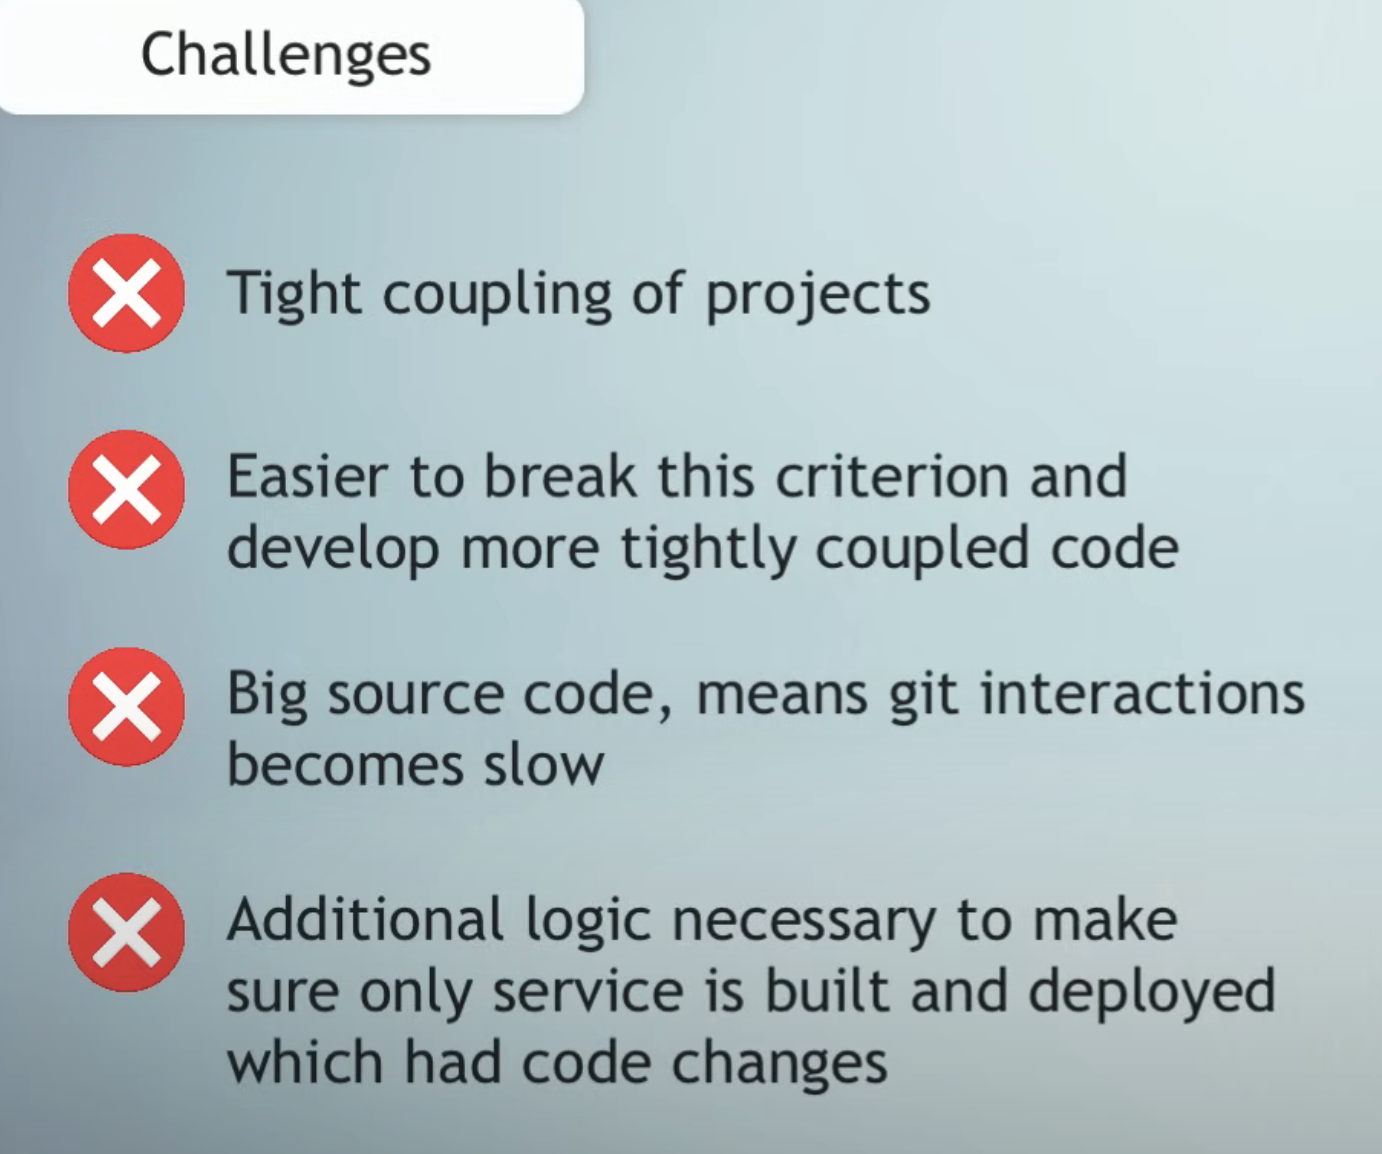 Challenges
Tight coupling of projects
Easier to break this criterion and
develop more tightly coupled code
Big source code, means git interactions
becomes slow
Additional logic necessary to make
sure only service is built and deployed
which had code changes